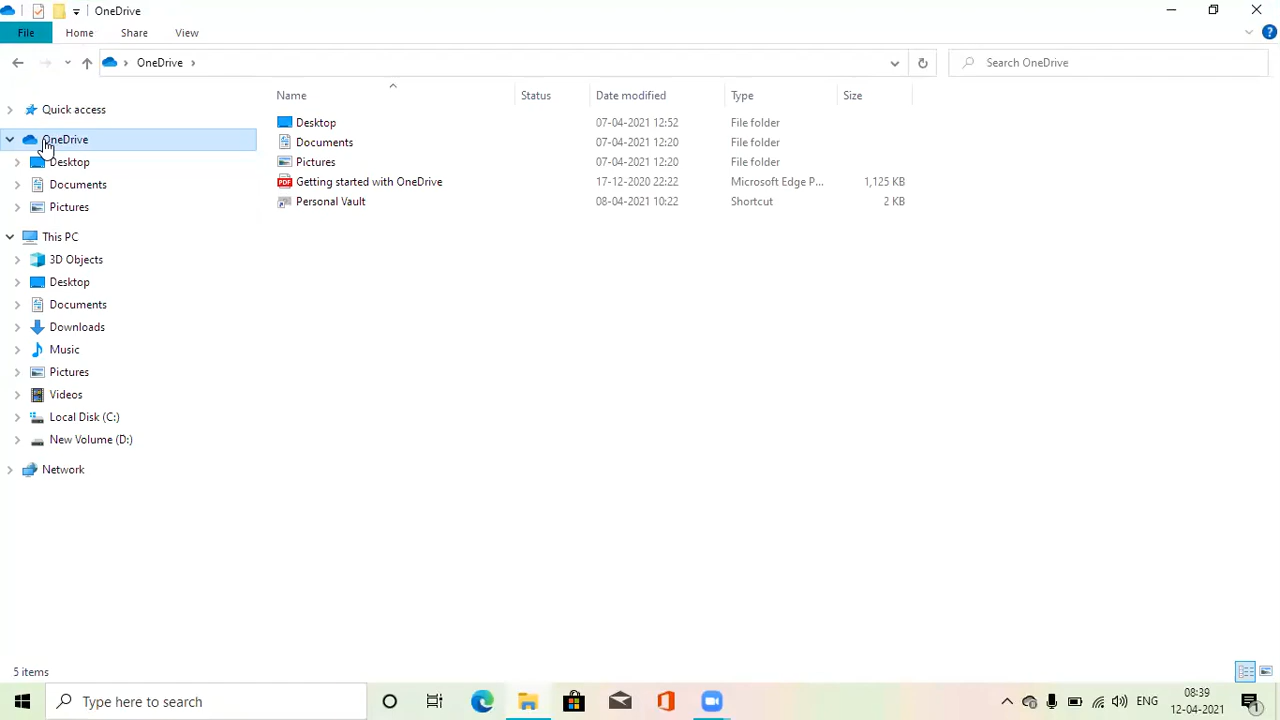 OneDrive
File Home Share View
OneDrive Search OneDrive
Name Status Date modified Type Size
Quick access
OneDrive
Desktop
Documents
Pictures
This PC
3D Objects
Desktop
Documents
Downloads
Music
Pictures
Videos
Local Disk (C:)
New Volume (D:)
Network
Desktop 07-04-2021 12:52 File folder
Documents 07-04-2021 12:20 File folder
Pictures 07-04-2021 12:20 File folder
PDF Getting started with OneDrive 17-12-2020 22:22 Microsoft Edge P... 1,125 KB
Personal Vault 08-04-2021 10:22 Shortcut 2 KB
5 items
Type here to search ENG 08:39
12-04-2021 1